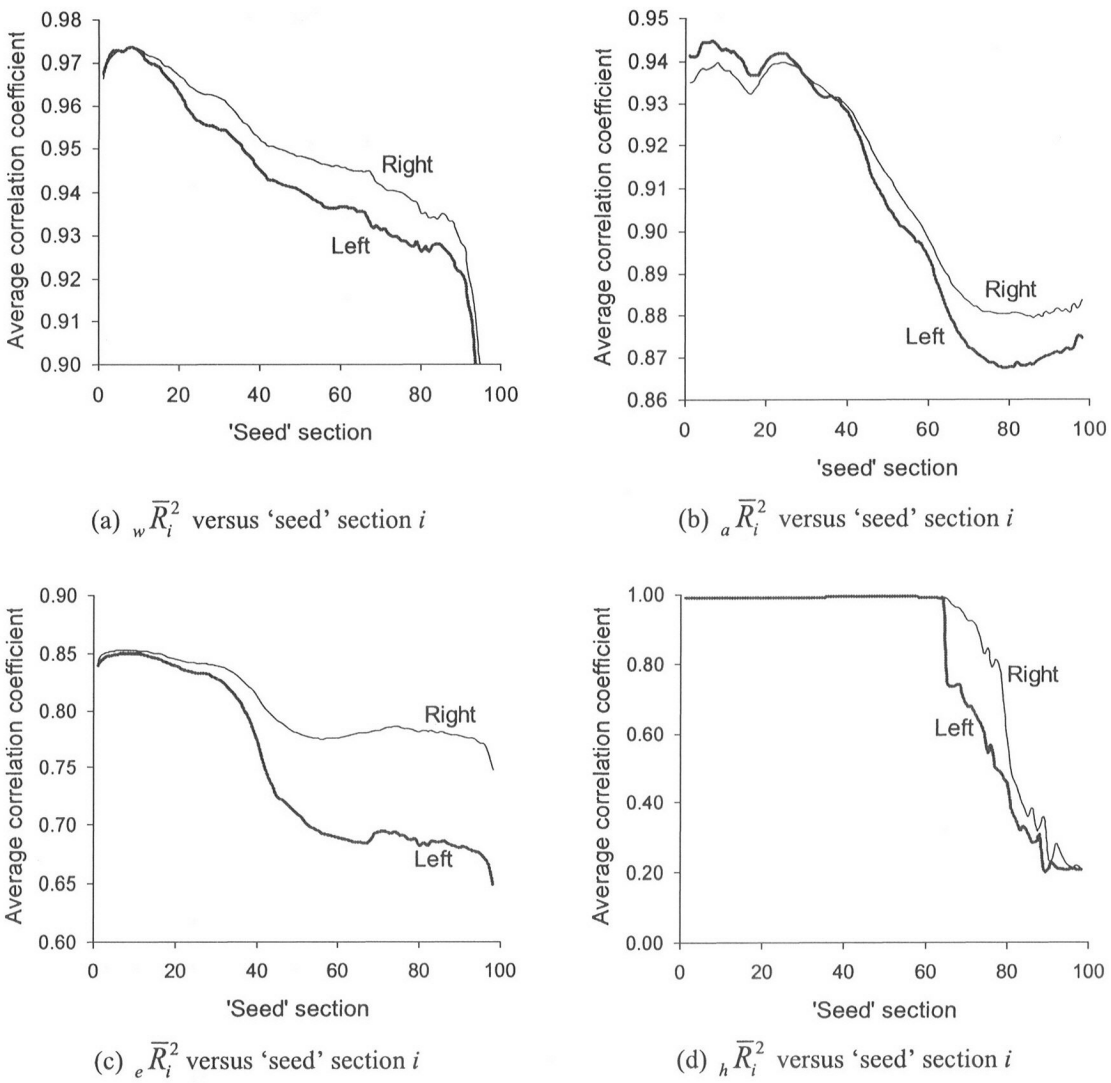 Average correlation coefficient
0.98
0.97
0.96
0.95
0.94
0.93
0.92
0.91
0.90
Right
Left
0 20 40 60 80 100
'Seed' section
(a) wR̅i² versus ‘seed’ section i
Average correlation coefficient
0.95
0.94
0.93
0.92
0.91
0.90
0.89
0.88
0.87
0.86
Right
Left
0 20 40 60 80 100
'seed' section
(b) aR̅i² versus ‘seed’ section i
Average correlation coefficient
0.90
0.85
0.80
0.75
0.70
0.65
0.60
Right
Left
0 20 40 60 80 100
'Seed' section
(c) eR̅i² versus ‘seed’ section i
Average correlation coefficient
1.00
0.80
0.60
0.40
0.20
0.00
Right
Left
0 20 40 60 80 100
'Seed' section
(d) hR̅i² versus ‘seed’ section i